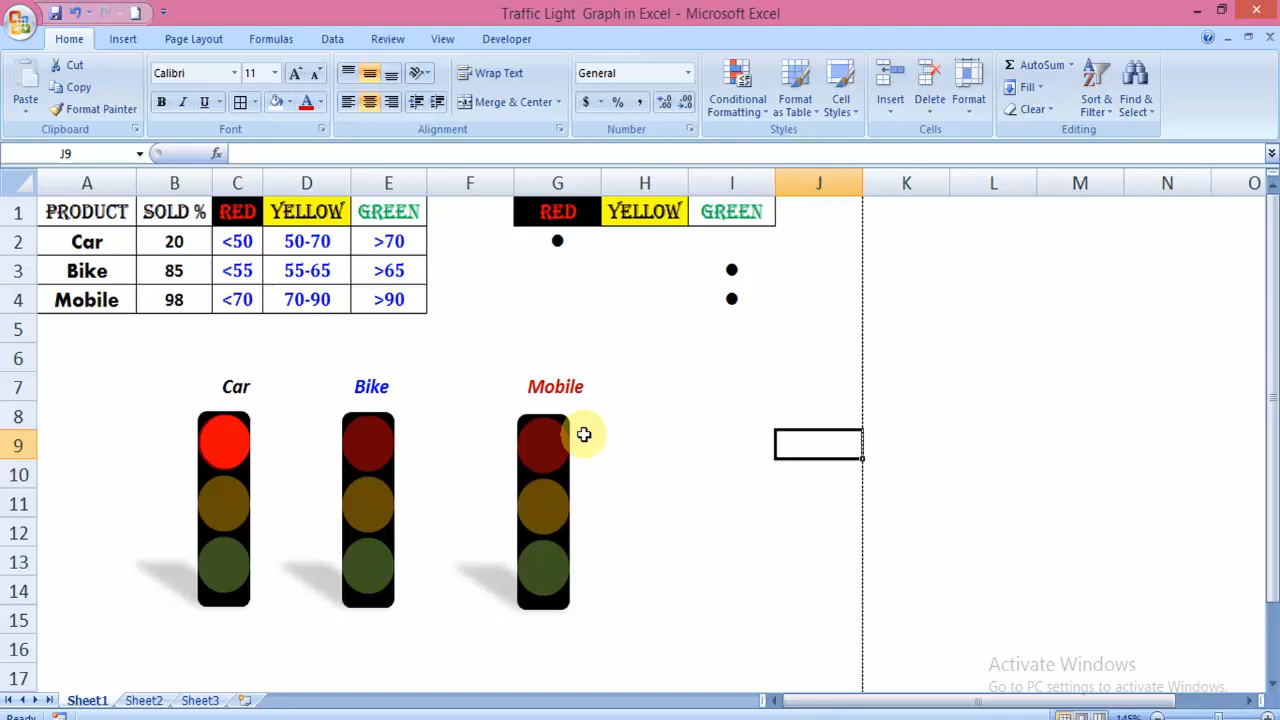 Traffic Light Graph in Excel - Microsoft Excel
Home Insert Page Layout Formulas Data Review View Developer
Paste Cut Copy Format Painter
Clipboard
Calibri 11
B I U
Font
Wrap Text
Merge & Center
Alignment
General
$ % ,
Number
Conditional Formatting Format as Table Cell Styles
Styles
Insert Delete Format
Cells
AutoSum Fill Clear Sort & Filter Find & Select
Editing
J9 fx
A B C D E F G H I J K L M N O
1 PRODUCT SOLD % RED YELLOW GREEN RED YELLOW GREEN
2 Car 20 <50 50-70 >70
3 Bike 85 <55 55-65 >65
4 Mobile 98 <70 70-90 >90
5
6
7 Car Bike Mobile
8
9
10
11
12
13
14
15
16
17
Activate Windows
Go to PC settings to activate Windows.
Sheet1 Sheet2 Sheet3
Ready 145%